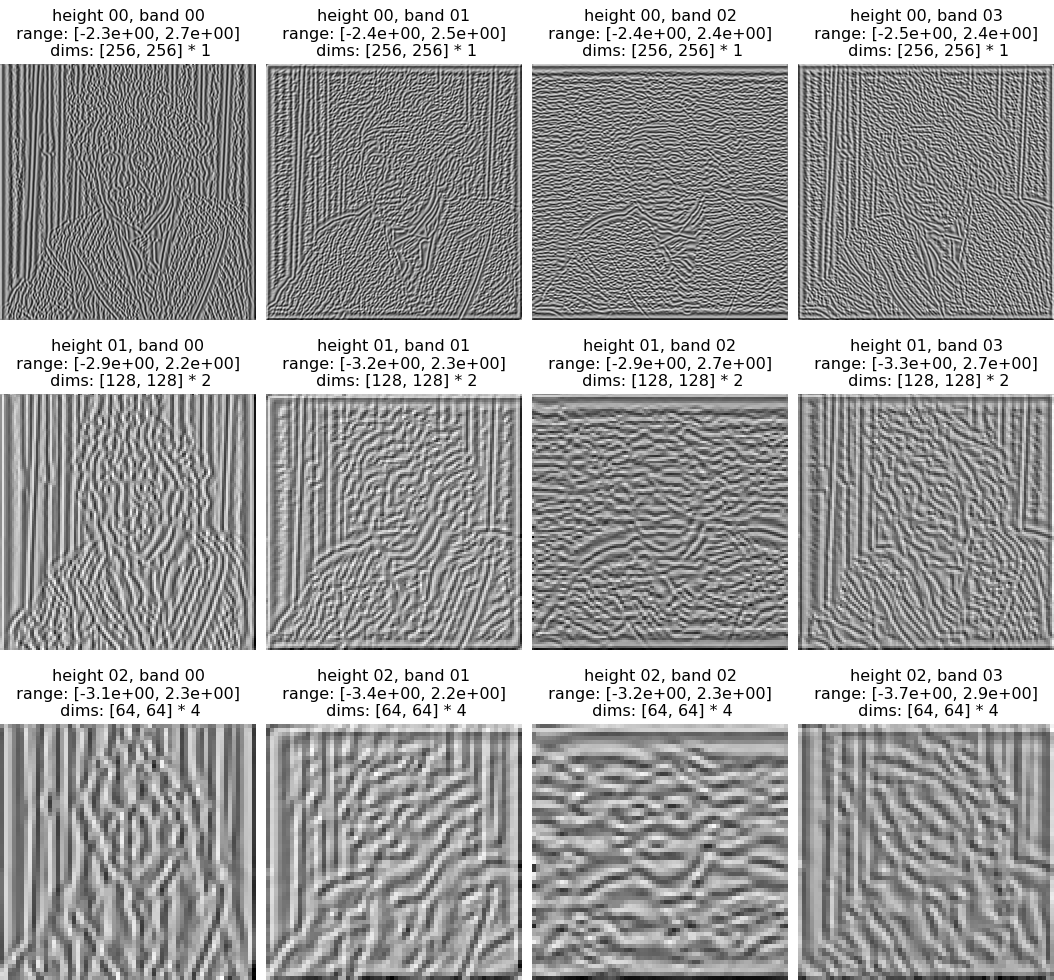 height 00, band 00
range: [-2.3e+00, 2.7e+00]
dims: [256, 256] * 1
height 00, band 01
range: [-2.4e+00, 2.5e+00]
dims: [256, 256] * 1
height 00, band 02
range: [-2.4e+00, 2.4e+00]
dims: [256, 256] * 1
height 00, band 03
range: [-2.5e+00, 2.4e+00]
dims: [256, 256] * 1
height 01, band 00
range: [-2.9e+00, 2.2e+00]
dims: [128, 128] * 2
height 01, band 01
range: [-3.2e+00, 2.3e+00]
dims: [128, 128] * 2
height 01, band 02
range: [-2.9e+00, 2.7e+00]
dims: [128, 128] * 2
height 01, band 03
range: [-3.3e+00, 2.7e+00]
dims: [128, 128] * 2
height 02, band 00
range: [-3.1e+00, 2.3e+00]
dims: [64, 64] * 4
height 02, band 01
range: [-3.4e+00, 2.2e+00]
dims: [64, 64] * 4
height 02, band 02
range: [-3.2e+00, 2.3e+00]
dims: [64, 64] * 4
height 02, band 03
range: [-3.7e+00, 2.9e+00]
dims: [64, 64] * 4